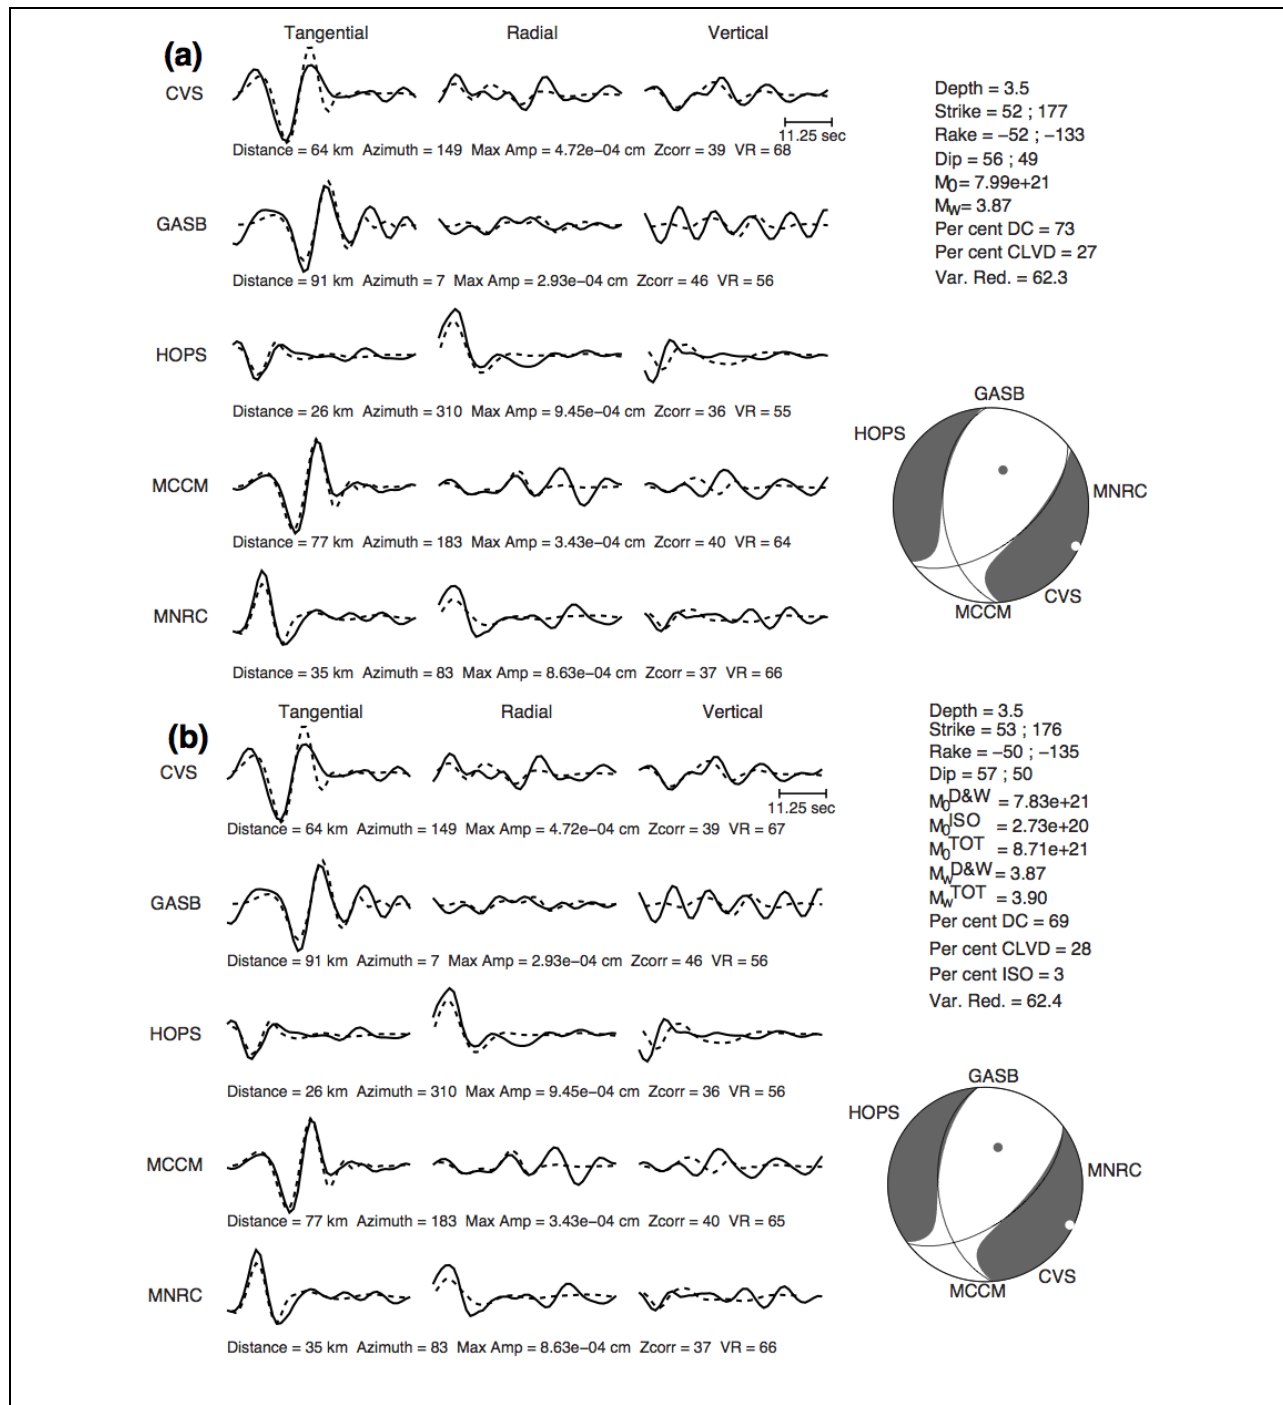 (a)
Tangential Radial Vertical
CVS
11.25 sec
Distance = 64 km Azimuth = 149 Max Amp = 4.72e−04 cm Zcorr = 39 VR = 68
GASB
Distance = 91 km Azimuth = 7 Max Amp = 2.93e−04 cm Zcorr = 46 VR = 56
HOPS
Distance = 26 km Azimuth = 310 Max Amp = 9.45e−04 cm Zcorr = 36 VR = 55
MCCM
Distance = 77 km Azimuth = 183 Max Amp = 3.43e−04 cm Zcorr = 40 VR = 64
MNRC
Distance = 35 km Azimuth = 83 Max Amp = 8.63e−04 cm Zcorr = 37 VR = 66
Depth = 3.5
Strike = 52 ; 177
Rake = −52 ; −133
Dip = 56 ; 49
M0 = 7.99e+21
Mw = 3.87
Per cent DC = 73
Per cent CLVD = 27
Var. Red. = 62.3
GASB
HOPS
MNRC
CVS
MCCM
(b)
Tangential Radial Vertical
CVS
11.25 sec
Distance = 64 km Azimuth = 149 Max Amp = 4.72e−04 cm Zcorr = 39 VR = 67
GASB
Distance = 91 km Azimuth = 7 Max Amp = 2.93e−04 cm Zcorr = 46 VR = 56
HOPS
Distance = 26 km Azimuth = 310 Max Amp = 9.45e−04 cm Zcorr = 36 VR = 56
MCCM
Distance = 77 km Azimuth = 183 Max Amp = 3.43e−04 cm Zcorr = 40 VR = 65
MNRC
Distance = 35 km Azimuth = 83 Max Amp = 8.63e−04 cm Zcorr = 37 VR = 66
Depth = 3.5
Strike = 53 ; 176
Rake = −50 ; −135
Dip = 57 ; 50
M0D&W = 7.83e+21
M0ISO = 2.73e+20
M0TOT = 8.71e+21
MwD&W = 3.87
MwTOT = 3.90
Per cent DC = 69
Per cent CLVD = 28
Per cent ISO = 3
Var. Red. = 62.4
GASB
HOPS
MNRC
CVS
MCCM